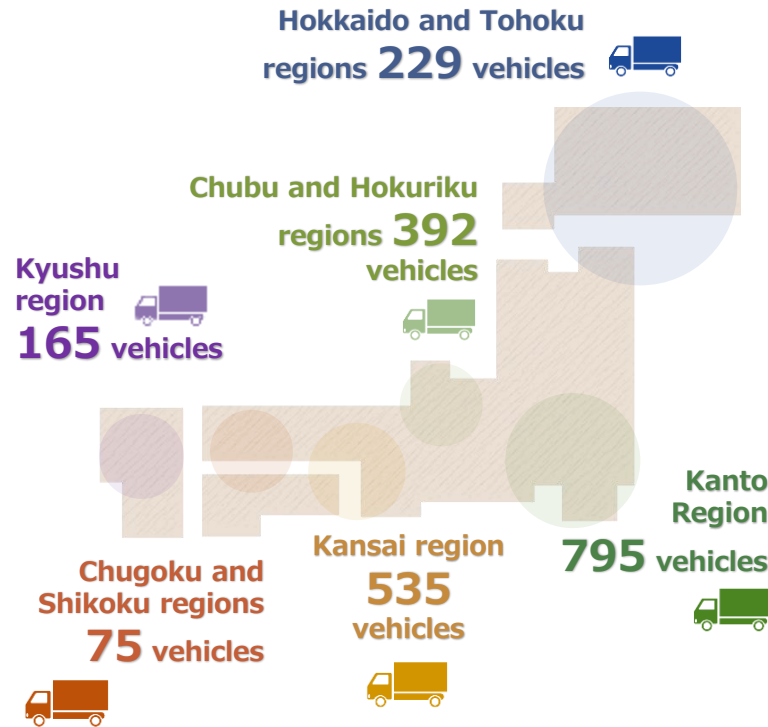 Hokkaido and Tohoku
regions 229 vehicles
Chubu and Hokuriku
regions 392
vehicles
Kyushu
region
165 vehicles
Kanto
Region
795 vehicles
Kansai region
535
vehicles
Chugoku and
Shikoku regions
75 vehicles